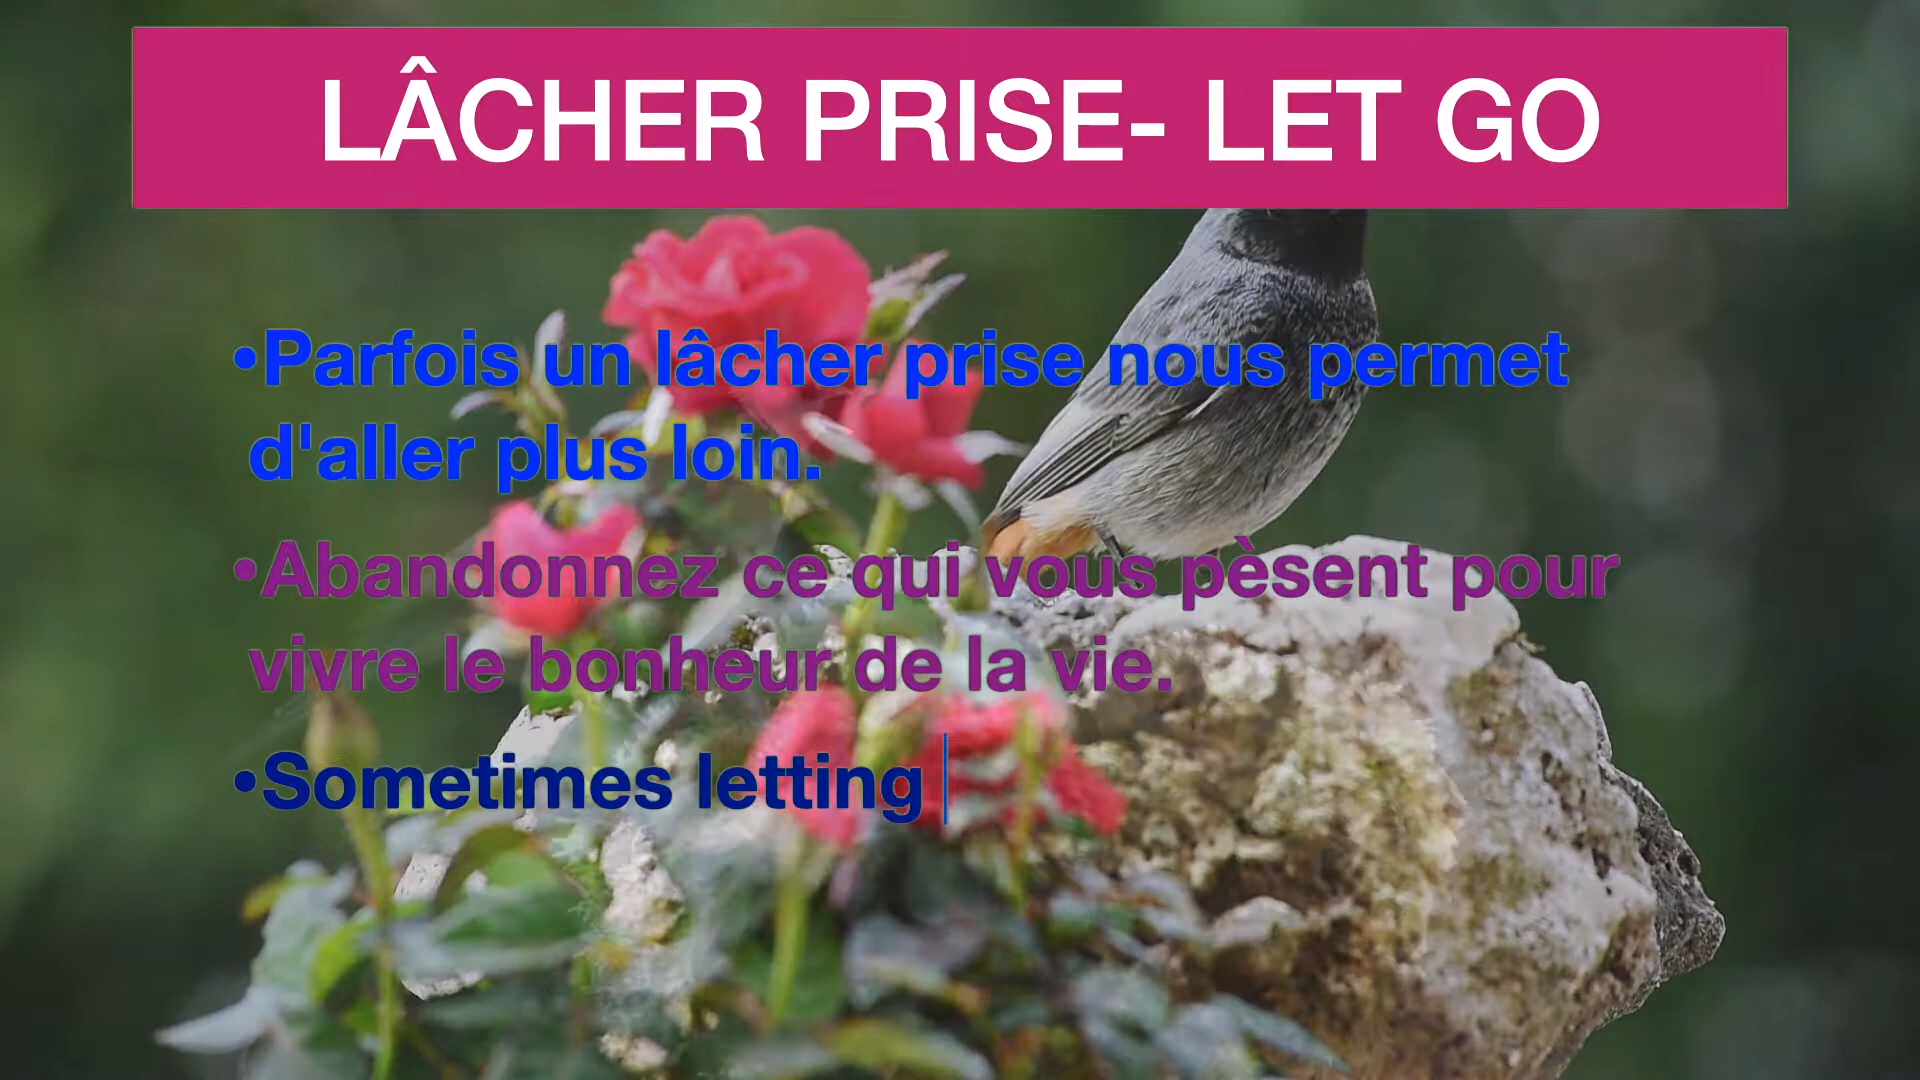 LÂCHER PRISE- LET GO
•Parfois un lâcher prise nous permet
d'aller plus loin.
•Abandonnez ce qui vous pèsent pour
vivre le bonheur de la vie.
•Sometimes letting